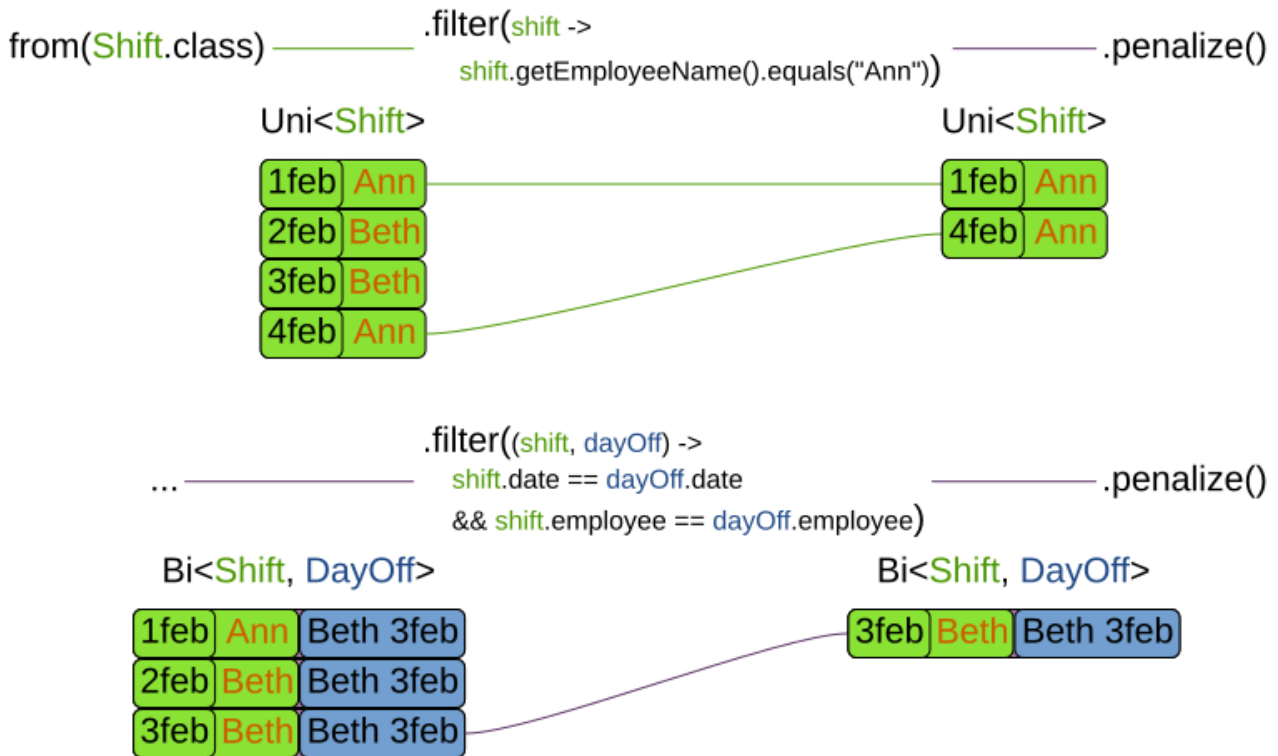 from(Shift.class) .filter(shift -> .penalize()
shift.getEmployeeName().equals("Ann"))
Uni<Shift> Uni<Shift>
1feb Ann 1feb Ann
2feb Beth 4feb Ann
3feb Beth
4feb Ann
.filter((shift, dayOff) ->
... shift.date == dayOff.date .penalize()
&& shift.employee == dayOff.employee)
Bi<Shift, DayOff> Bi<Shift, DayOff>
1feb Ann Beth 3feb 3feb Beth Beth 3feb
2feb Beth Beth 3feb
3feb Beth Beth 3feb